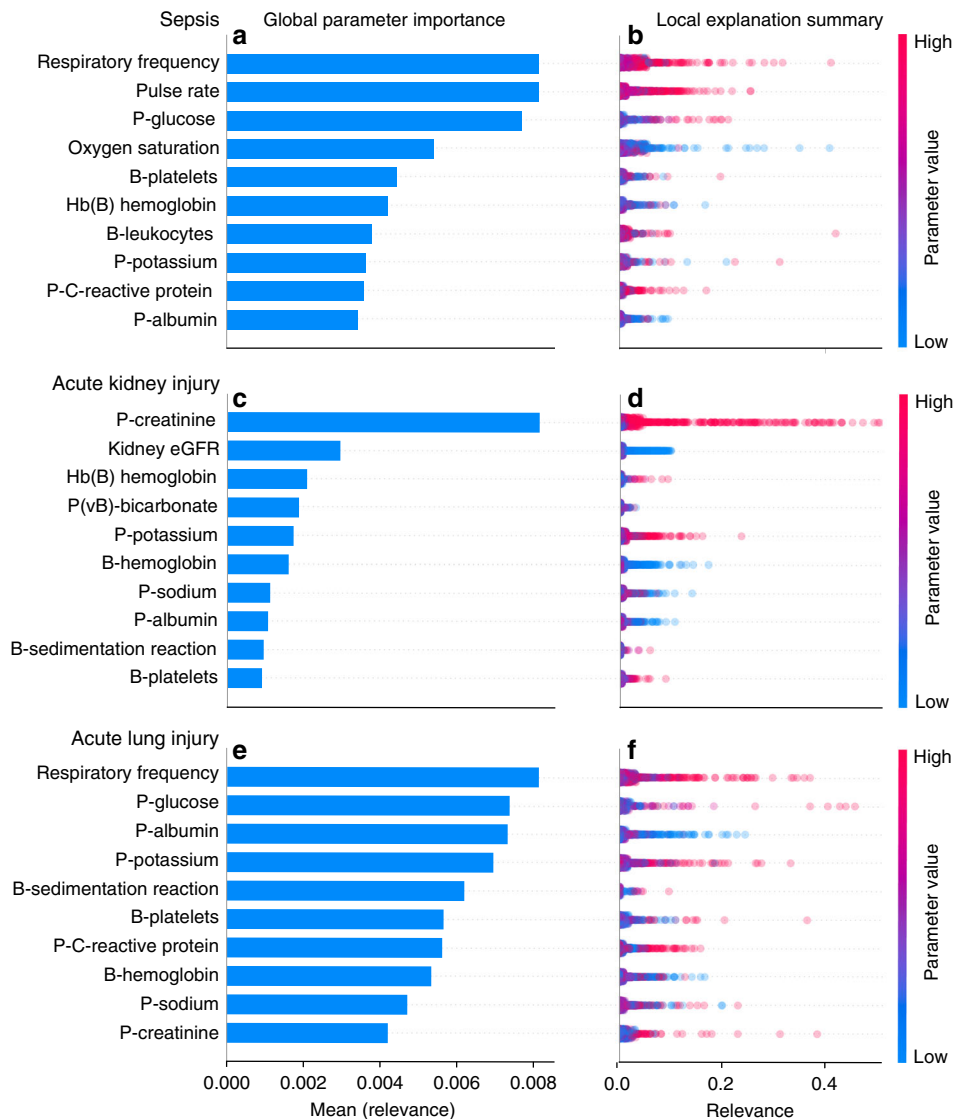 Sepsis
Global parameter importance
Local explanation summary
a
b
High
Respiratory frequency
Pulse rate
P-glucose
Oxygen saturation
B-platelets
Hb(B) hemoglobin
B-leukocytes
P-potassium
P-C-reactive protein
P-albumin
Parameter value
Low
Acute kidney injury
c
d
High
P-creatinine
Kidney eGFR
Hb(B) hemoglobin
P(vB)-bicarbonate
P-potassium
B-hemoglobin
P-sodium
P-albumin
B-sedimentation reaction
B-platelets
Parameter value
Low
Acute lung injury
e
f
High
Respiratory frequency
P-glucose
P-albumin
P-potassium
B-sedimentation reaction
B-platelets
P-C-reactive protein
B-hemoglobin
P-sodium
P-creatinine
Parameter value
Low
0.000 0.002 0.004 0.006 0.008
0.0 0.2 0.4
Mean (relevance)
Relevance